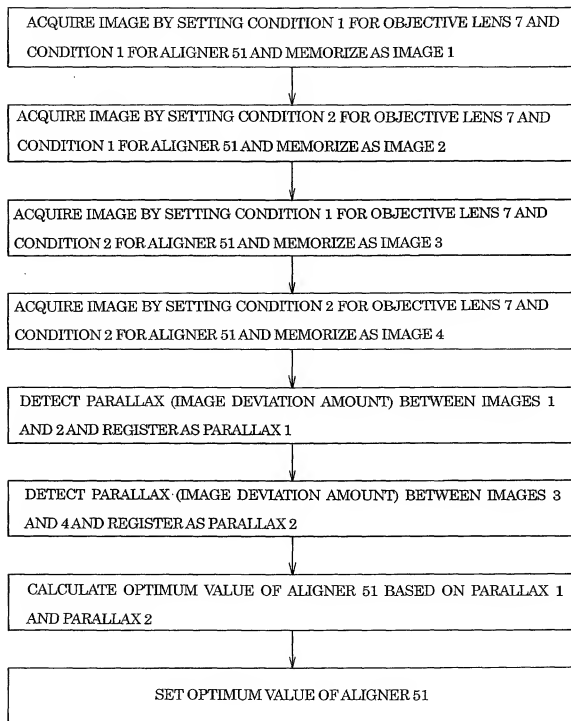 ACQUIRE IMAGE BY SETTING CONDITION 1 FOR OBJECTIVE LENS 7 AND
CONDITION 1 FOR ALIGNER 51 AND MEMORIZE AS IMAGE 1
ACQUIRE IMAGE BY SETTING CONDITION 2 FOR OBJECTIVE LENS 7 AND
CONDITION 1 FOR ALIGNER 51 AND MEMORIZE AS IMAGE 2
ACQUIRE IMAGE BY SETTING CONDITION 1 FOR OBJECTIVE LENS 7 AND
CONDITION 2 FOR ALIGNER 51 AND MEMORIZE AS IMAGE 3
ACQUIRE IMAGE BY SETTING CONDITION 2 FOR OBJECTIVE LENS 7 AND
CONDITION 2 FOR ALIGNER 51 AND MEMORIZE AS IMAGE 4
DETECT PARALLAX (IMAGE DEVIATION AMOUNT) BETWEEN IMAGES 1
AND 2 AND REGISTER AS PARALLAX 1
DETECT PARALLAX (IMAGE DEVIATION AMOUNT) BETWEEN IMAGES 3
AND 4 AND REGISTER AS PARALLAX 2
CALCULATE OPTIMUM VALUE OF ALIGNER 51 BASED ON PARALLAX 1
AND PARALLAX 2
SET OPTIMUM VALUE OF ALIGNER 51